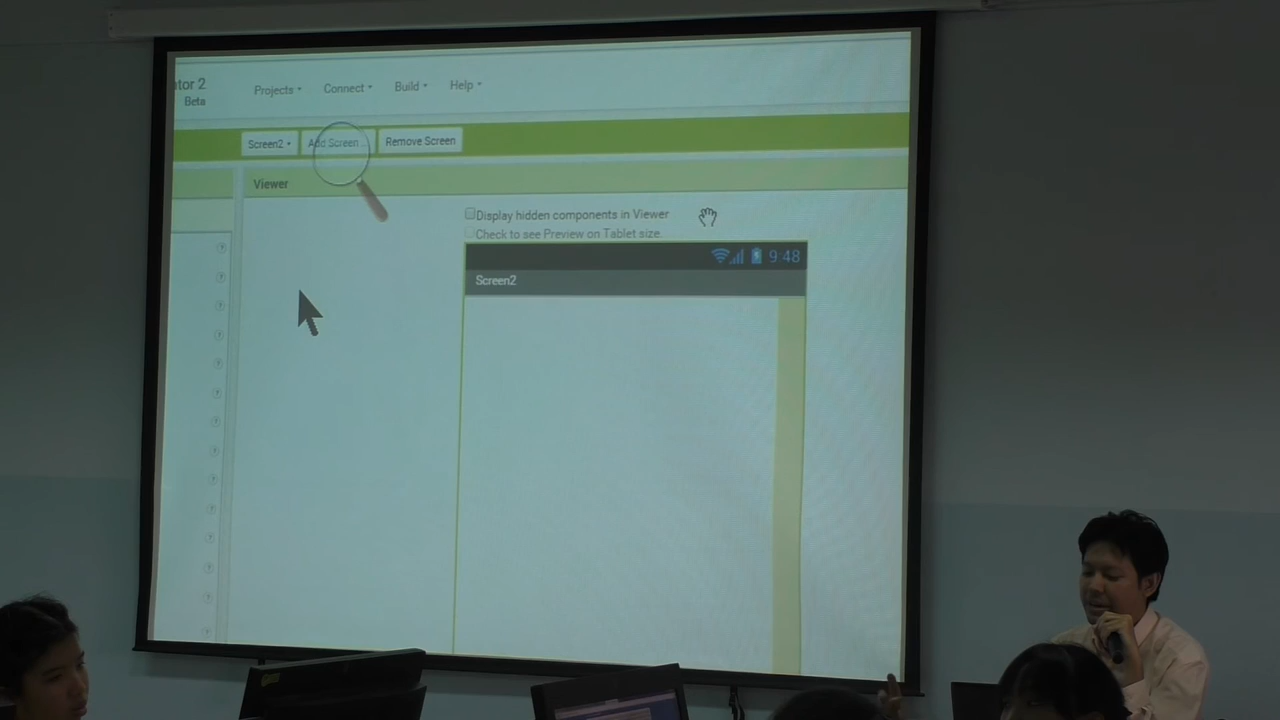 ntor 2
Beta
Projects
Connect
Build
Help
Screen2
Add Screen ...
Remove Screen
Viewer
Display hidden components in Viewer
Check to see Preview on Tablet size.
9:48
Screen2